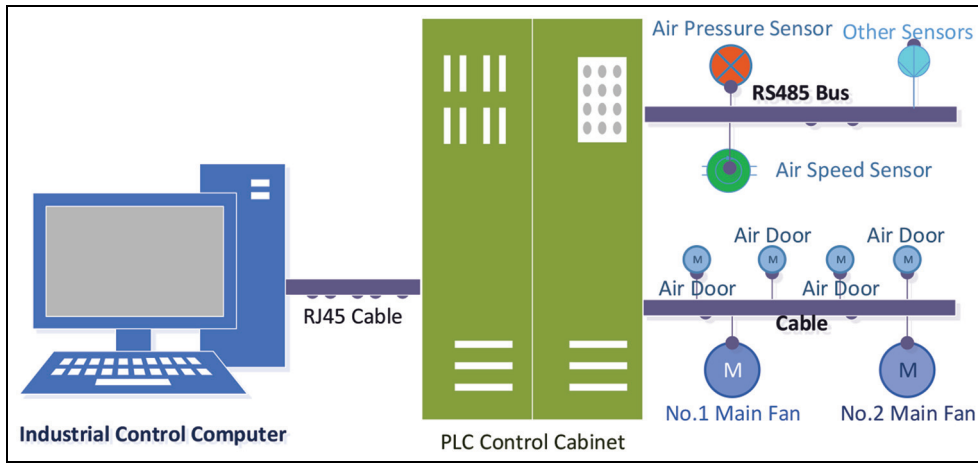 Air Pressure Sensor
Other Sensors
RS485 Bus
Air Speed Sensor
Air Door
Air Door
M
M
M
M
Air Door
Air Door
RJ45 Cable
Cable
M
M
No.1 Main Fan
No.2 Main Fan
Industrial Control Computer
PLC Control Cabinet